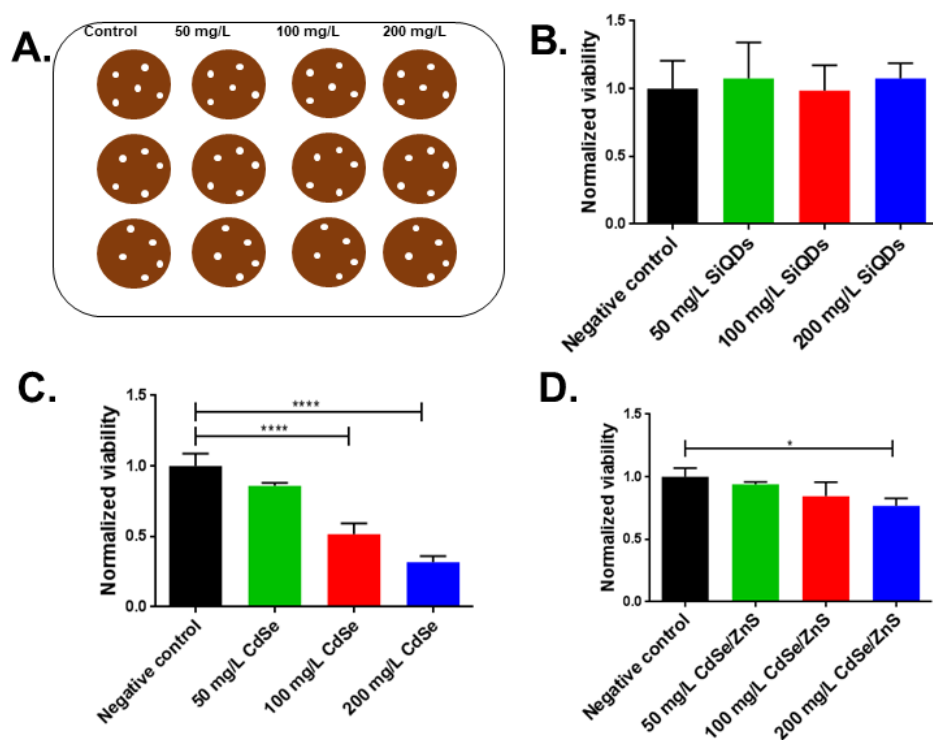 A.
Control 50 mg/L 100 mg/L 200 mg/L
B.
Normalized viability
1.5
1.0
0.5
0.0
Negative control
50 mg/L SiQDs
100 mg/L SiQDs
200 mg/L SiQDs
C.
Normalized viability
1.5
1.0
0.5
0.0
****
****
Negative control
50 mg/L CdSe
100 mg/L CdSe
200 mg/L CdSe
D.
Normalized viability
1.5
1.0
0.5
0.0
*
Negative control
50 mg/L CdSe/ZnS
100 mg/L CdSe/ZnS
200 mg/L CdSe/ZnS